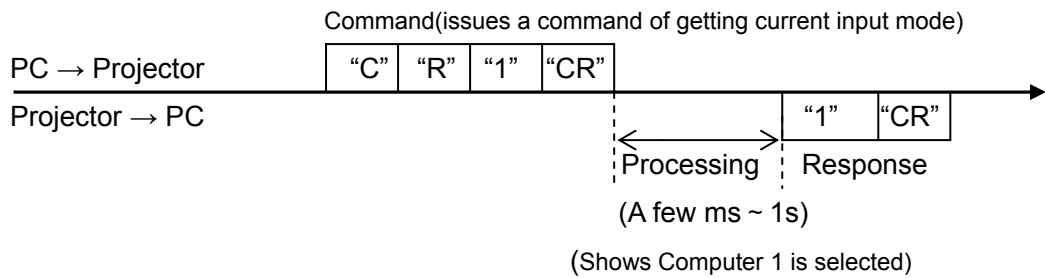 Command(issues a command of getting current input mode)
PC → Projector
“C” “R” “1” “CR”
Projector → PC
“1” “CR”
Processing Response
(A few ms ~ 1s)
(Shows Computer 1 is selected)